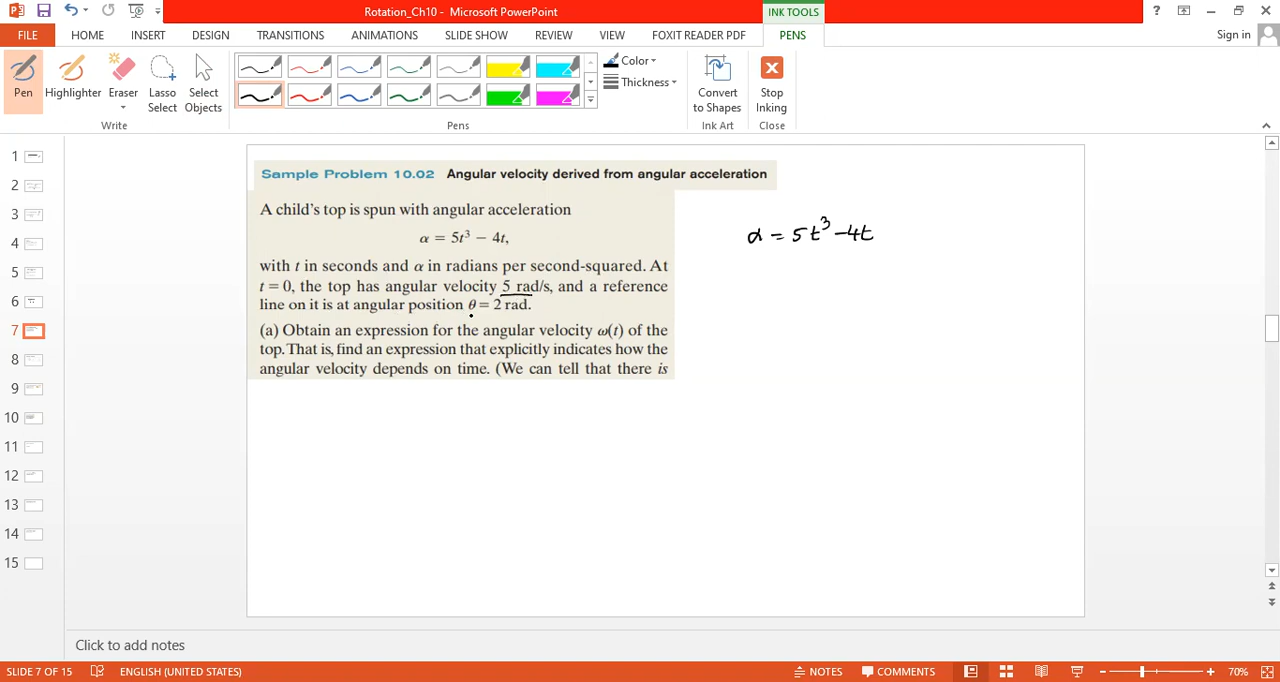 Rotation_Ch10 - Microsoft PowerPoint
INK TOOLS
FILE HOME INSERT DESIGN TRANSITIONS ANIMATIONS SLIDE SHOW REVIEW VIEW FOXIT READER PDF PENS
Sign in
Pen Highlighter Eraser Lasso Select Select Objects
Color
Thickness
Convert to Shapes
Stop Inking
Write Pens Ink Art Close
1
2
3
4
5
6
7
8
9
10
11
12
13
14
15
Sample Problem 10.02 Angular velocity derived from angular acceleration
A child's top is spun with angular acceleration
α = 5t³ − 4t,
with t in seconds and α in radians per second-squared. At
t = 0, the top has angular velocity 5 rad/s, and a reference
line on it is at angular position θ = 2 rad.
(a) Obtain an expression for the angular velocity ω(t) of the
top. That is, find an expression that explicitly indicates how the
angular velocity depends on time. (We can tell that there is
α = 5t³ − 4t
Click to add notes
SLIDE 7 OF 15 ENGLISH (UNITED STATES) NOTES COMMENTS 70%